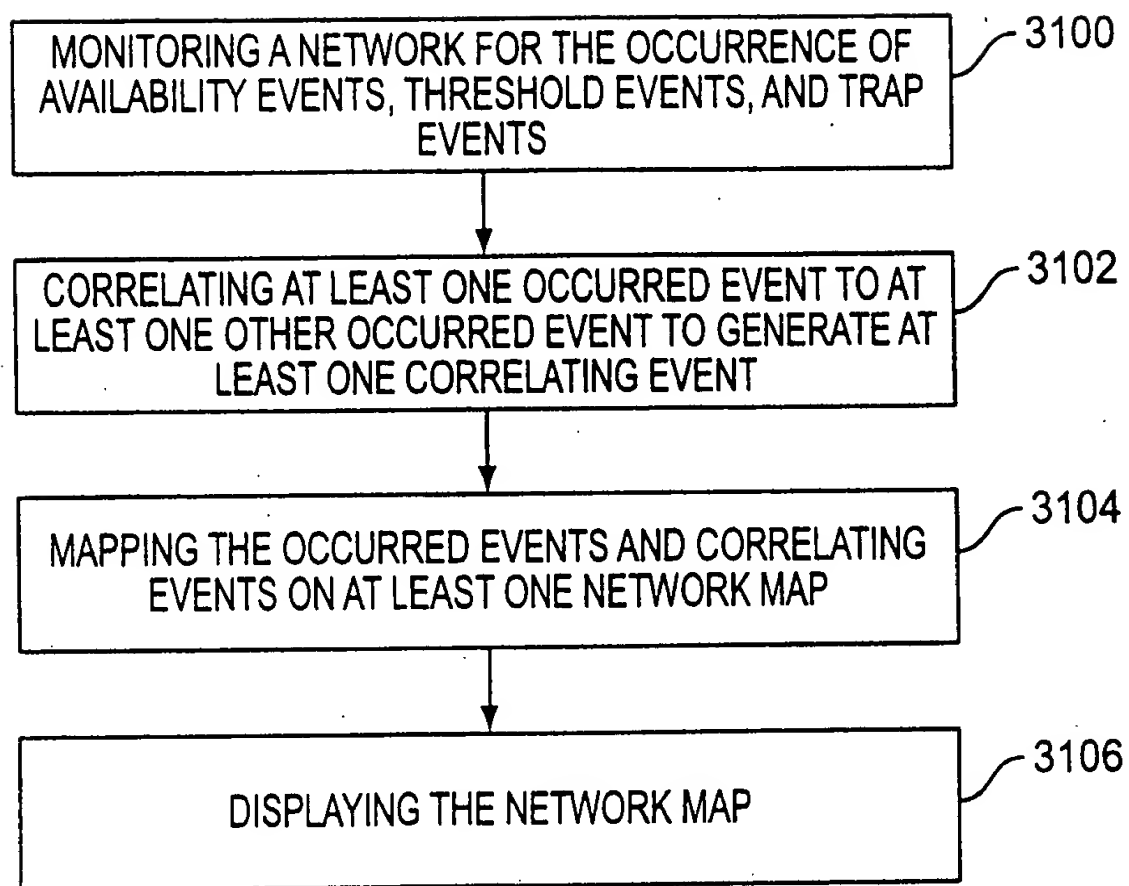 MONITORING A NETWORK FOR THE OCCURRENCE OF
AVAILABILITY EVENTS, THRESHOLD EVENTS, AND TRAP
EVENTS
3100
CORRELATING AT LEAST ONE OCCURRED EVENT TO AT
LEAST ONE OTHER OCCURRED EVENT TO GENERATE AT
LEAST ONE CORRELATING EVENT
3102
MAPPING THE OCCURRED EVENTS AND CORRELATING
EVENTS ON AT LEAST ONE NETWORK MAP
3104
DISPLAYING THE NETWORK MAP
3106